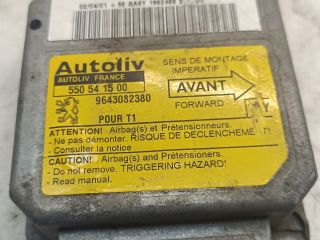 Autoliv
AUTOLIV FRANCE
550 54 15 00
9643082380
POUR T1
SENS DE MONTAGE
IMPERATIF
AVANT
FORWARD
ATTENTION! Airbag(s) et Prétensionneurs.
- Ne pas démonter. RISQUE DE DECLENCHEMENT!
- Consulter la notice
CAUTION! Airbag(s) and Pretensioners.
- Do not remove. TRIGGERING HAZARD!
- Read manual.